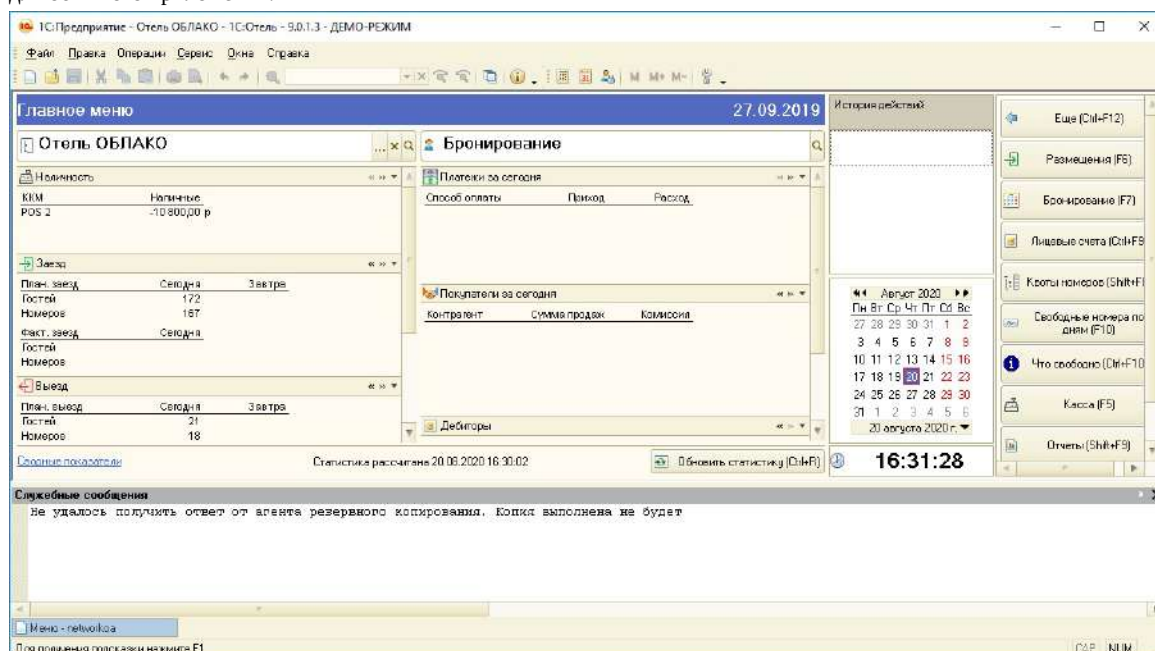 1С:Предприятие - Отель ОБЛАКО - 1С:Отель - 9.0.1.3 - ДЕМО-РЕЖИМ
Файл Правка Операции Сервис Окна Справка
M M+ M-
Главное меню 27.09.2019
Отель ОБЛАКО ... x
Бронирование
Наличность
ККМ Наличные
POS 2 -10 800,00 р
Заезд
План. заезд Сегодня Завтра
Гостей 172
Номеров 167
Факт. заезд Сегодня
Гостей
Номеров
Выезд
План. выезд Сегодня Завтра
Гостей 21
Номеров 18
Платежи за сегодня
Способ оплаты Приход Расход
Покупатели за сегодня
Контрагент Сумма продаж Комиссия
Дебиторы
Сводные показатели
Статистика рассчитана 20.08.2020 16:30:02
Обновить статистику (Ctrl+R)
История действий
Август 2020
Пн Вт Ср Чт Пт Сб Вс
27 28 29 30 31 1 2
3 4 5 6 7 8 9
10 11 12 13 14 15 16
17 18 19 20 21 22 23
24 25 26 27 28 29 30
31 1 2 3 4 5 6
20 августа 2020 г.
16:31:28
Еще (Ctrl+F12)
Размещения (F6)
Бронирование (F7)
Лицевые счета (Ctrl+F9
Квоты номеров (Shift+F
Свободные номера по
дням (F10)
Что свободно (Ctrl+F10
Касса (F5)
Отчеты (Shift+F9)
Служебные сообщения
Не удалось получить ответ от агента резервного копирования. Копия выполнена не будет
Меню - networkoa
Для получения подсказки нажмите F1
CAP NUM